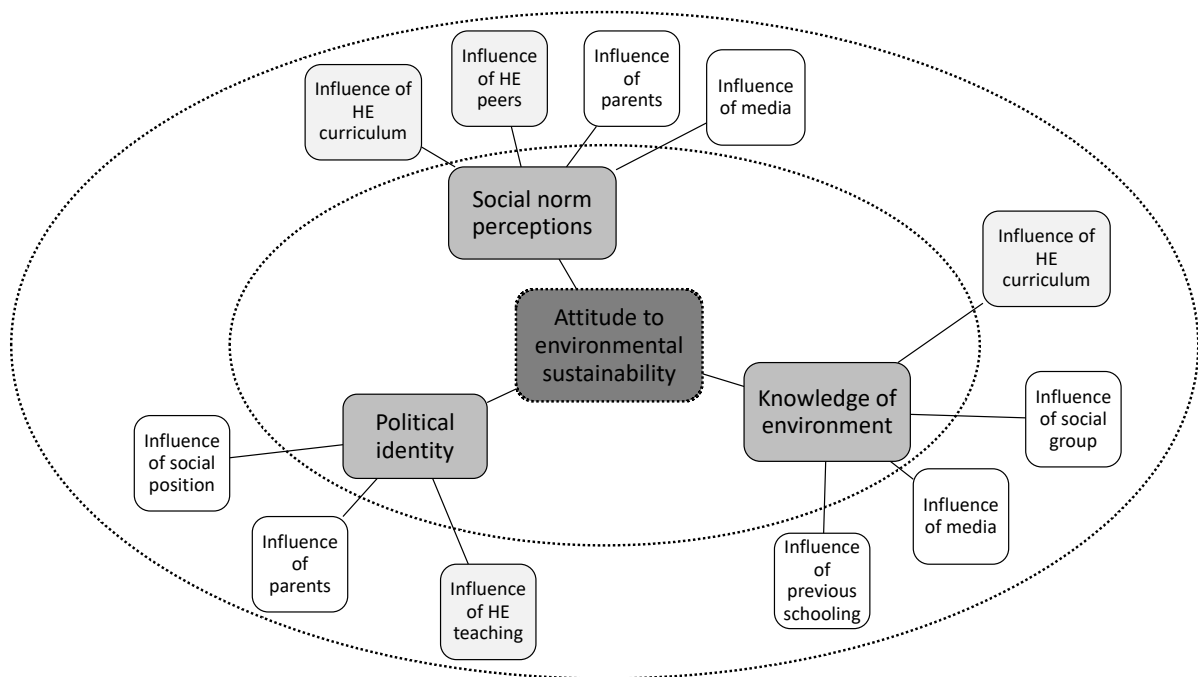 Influence of
HE
curriculum
Influence
of HE
peers
Influence
of
parents
Influence
of media
Social norm
perceptions
Influence of
HE
curriculum
Attitude to
environmental
sustainability
Knowledge of
environment
Influence
of social
group
Political
identity
Influence
of social
position
Influence
of media
Influence
of
parents
Influence
of HE
teaching
Influence
of
previous
schooling